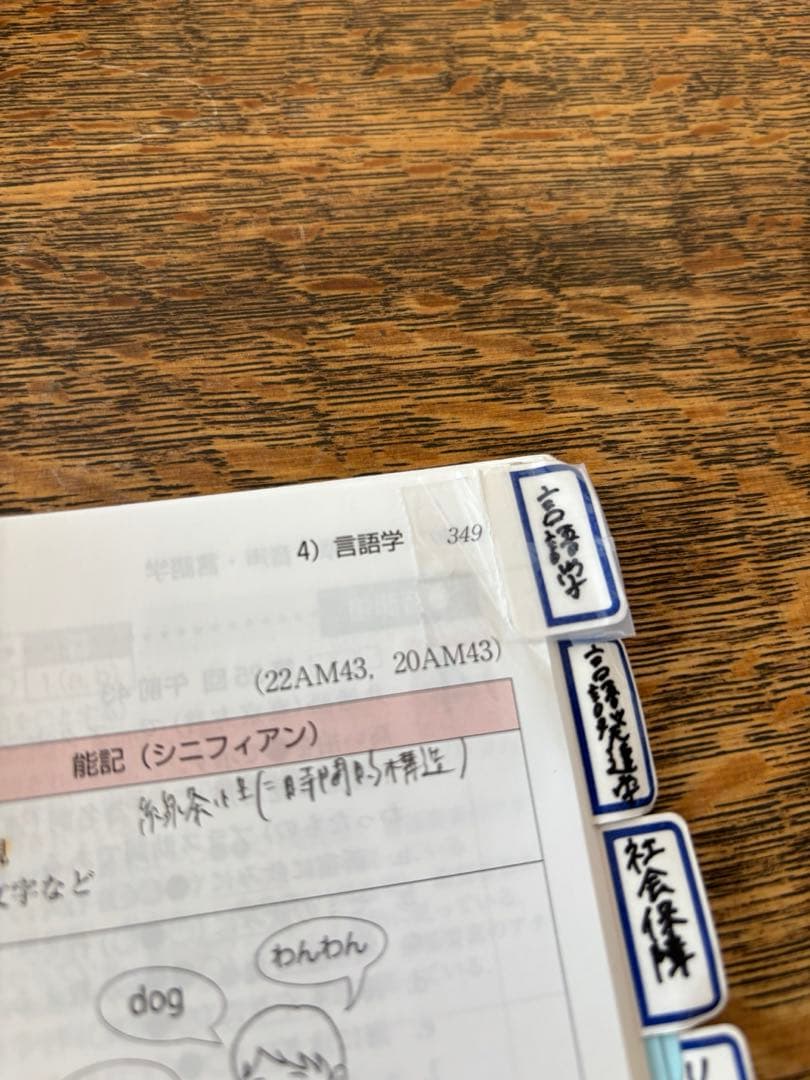 4）言語学 349
(22AM43, 20AM43)
能記（シニフィアン）
線条性(=時間的構造)
文字など
わんわん
dog
言語学
言語発達学
社会保障